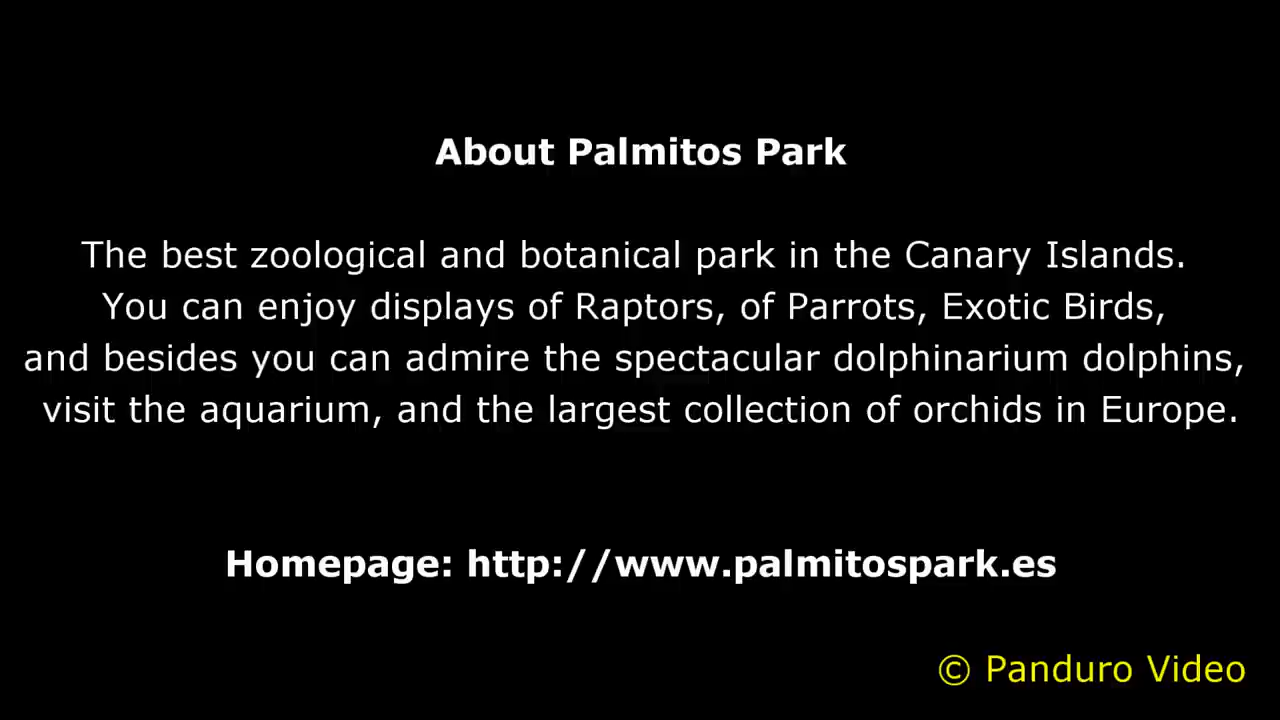 About Palmitos Park
The best zoological and botanical park in the Canary Islands.
You can enjoy displays of Raptors, of Parrots, Exotic Birds,
and besides you can admire the spectacular dolphinarium dolphins,
visit the aquarium, and the largest collection of orchids in Europe.
Homepage: http://www.palmitospark.es
© Panduro Video